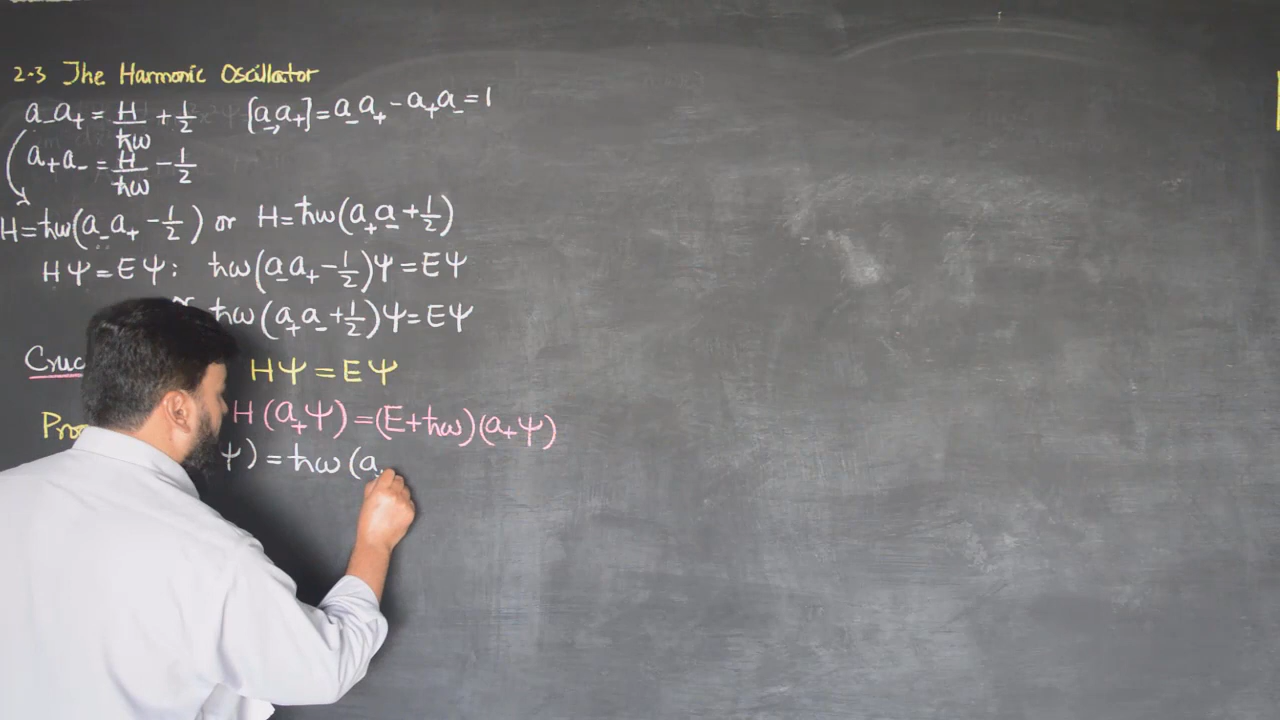 2-3 The Harmonic Oscillator
a₋a₊ = H/ħω + 1/2   [a₋, a₊] = a₋a₊ - a₊a₋ = 1
a₊a₋ = H/ħω - 1/2
H = ħω(a₋a₊ - 1/2) or H = ħω(a₊a₋ + 1/2)
Hψ = Eψ : ħω(a₋a₊ - 1/2)ψ = Eψ
ħω(a₊a₋ + 1/2)ψ = Eψ
Hψ = Eψ
H(a₊ψ) = (E + ħω)(a₊ψ)
ψ) = ħω(a